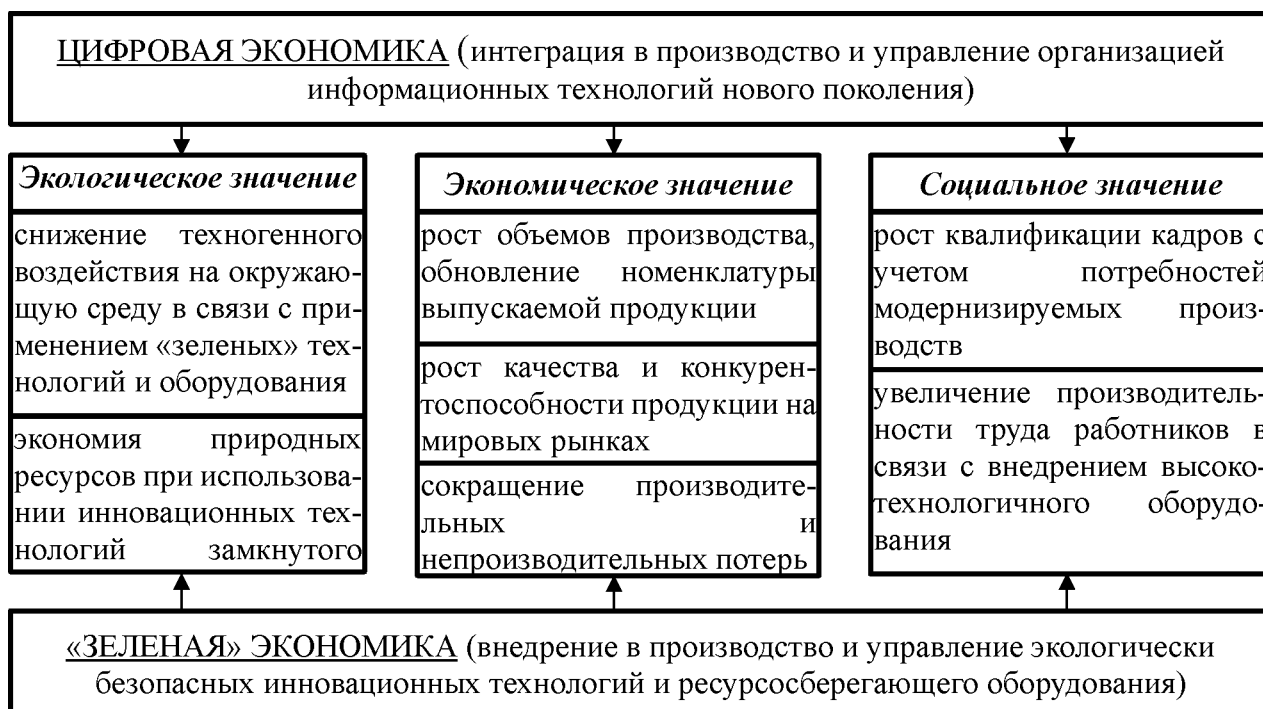 ЦИФРОВАЯ ЭКОНОМИКА (интеграция в производство и управление организацией
информационных технологий нового поколения)
Экологическое значение
снижение техногенного
воздействия на окружаю-
щую среду в связи с при-
менением «зеленых» тех-
нологий и оборудования
экономия природных
ресурсов при использова-
нии инновационных тех-
нологий замкнутого
Экономическое значение
рост объемов производства,
обновление номенклатуры
выпускаемой продукции
рост качества и конкурен-
тоспособности продукции на
мировых рынках
сокращение производите-
льных и
непроизводительных потерь
Социальное значение
рост квалификации кадров с
учетом потребностей
модернизируемых произ-
водств
увеличение производитель-
ности труда работников в
связи с внедрением высоко-
технологичного оборудо-
вания
«ЗЕЛЕНАЯ» ЭКОНОМИКА (внедрение в производство и управление экологически
безопасных инновационных технологий и ресурсосберегающего оборудования)